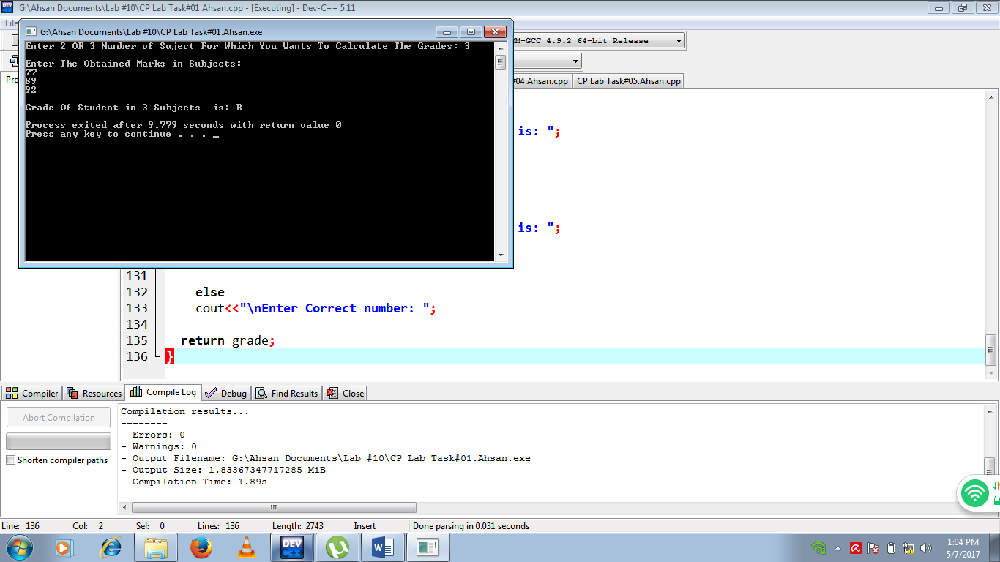 G:\Ahsan Documents\Lab #10\CP Lab Task#01.Ahsan.cpp - [Executing] - Dev-C++ 5.11
File
G:\Ahsan Documents\Lab #10\CP Lab Task#01.Ahsan.exe
Enter 2 OR 3 Number of Suject For Which You Wants To Calculate The Grades: 3
Enter The Obtained Marks in Subjects:
77
89
92
Grade Of Student in 3 Subjects  is: B
--------------------------------
Process exited after 9.779 seconds with return value 0
Press any key to continue . . .
DM-GCC 4.9.2 64-bit Release
Pro
#04.Ahsan.cpp
CP Lab Task#05.Ahsan.cpp
is: ";
is: ";
131
132 else
133 cout<<"\nEnter Correct number: ";
134
135 return grade;
136 }
Compiler Resources Compile Log Debug Find Results Close
Abort Compilation
Shorten compiler paths
Compilation results...
--------
- Errors: 0
- Warnings: 0
- Output Filename: G:\Ahsan Documents\Lab #10\CP Lab Task#01.Ahsan.exe
- Output Size: 1.83367347717285 MiB
- Compilation Time: 1.89s
Line: 136 Col: 2 Sel: 0 Lines: 136 Length: 2743 Insert Done parsing in 0.031 seconds
DEV C++
W
1:04 PM
5/7/2017